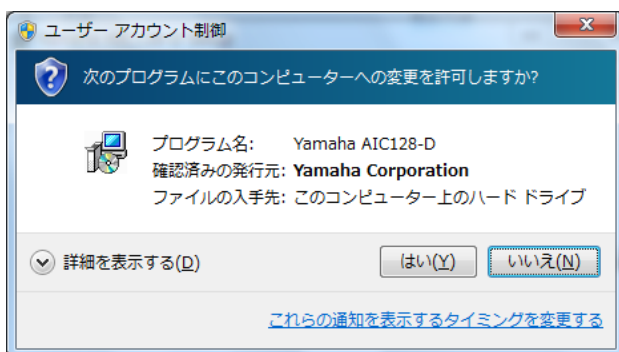 ユーザー アカウント制御
次のプログラムにこのコンピューターへの変更を許可しますか?
プログラム名: Yamaha AIC128-D
確認済みの発行元: Yamaha Corporation
ファイルの入手先: このコンピューター上のハード ドライブ
詳細を表示する(D) はい(Y) いいえ(N)
これらの通知を表示するタイミングを変更する